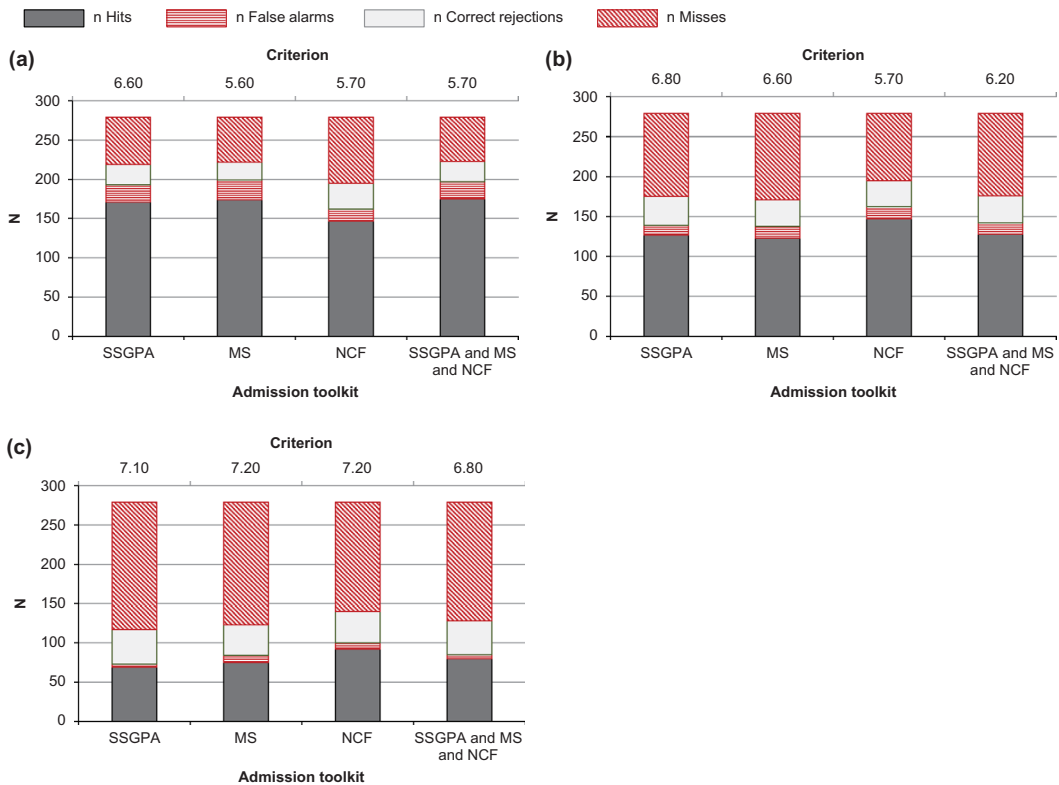 n Hits n False alarms n Correct rejections n Misses
(a)
Criterion
6.60 5.60 5.70 5.70
300
250
200
150
100
50
0
N
SSGPA MS NCF SSGPA and MS
and NCF
Admission toolkit
(b)
Criterion
6.80 6.60 5.70 6.20
300
250
200
150
100
50
0
N
SSGPA MS NCF SSGPA and MS
and NCF
Admission toolkit
(c)
Criterion
7.10 7.20 7.20 6.80
300
250
200
150
100
50
0
N
SSGPA MS NCF SSGPA and MS
and NCF
Admission toolkit